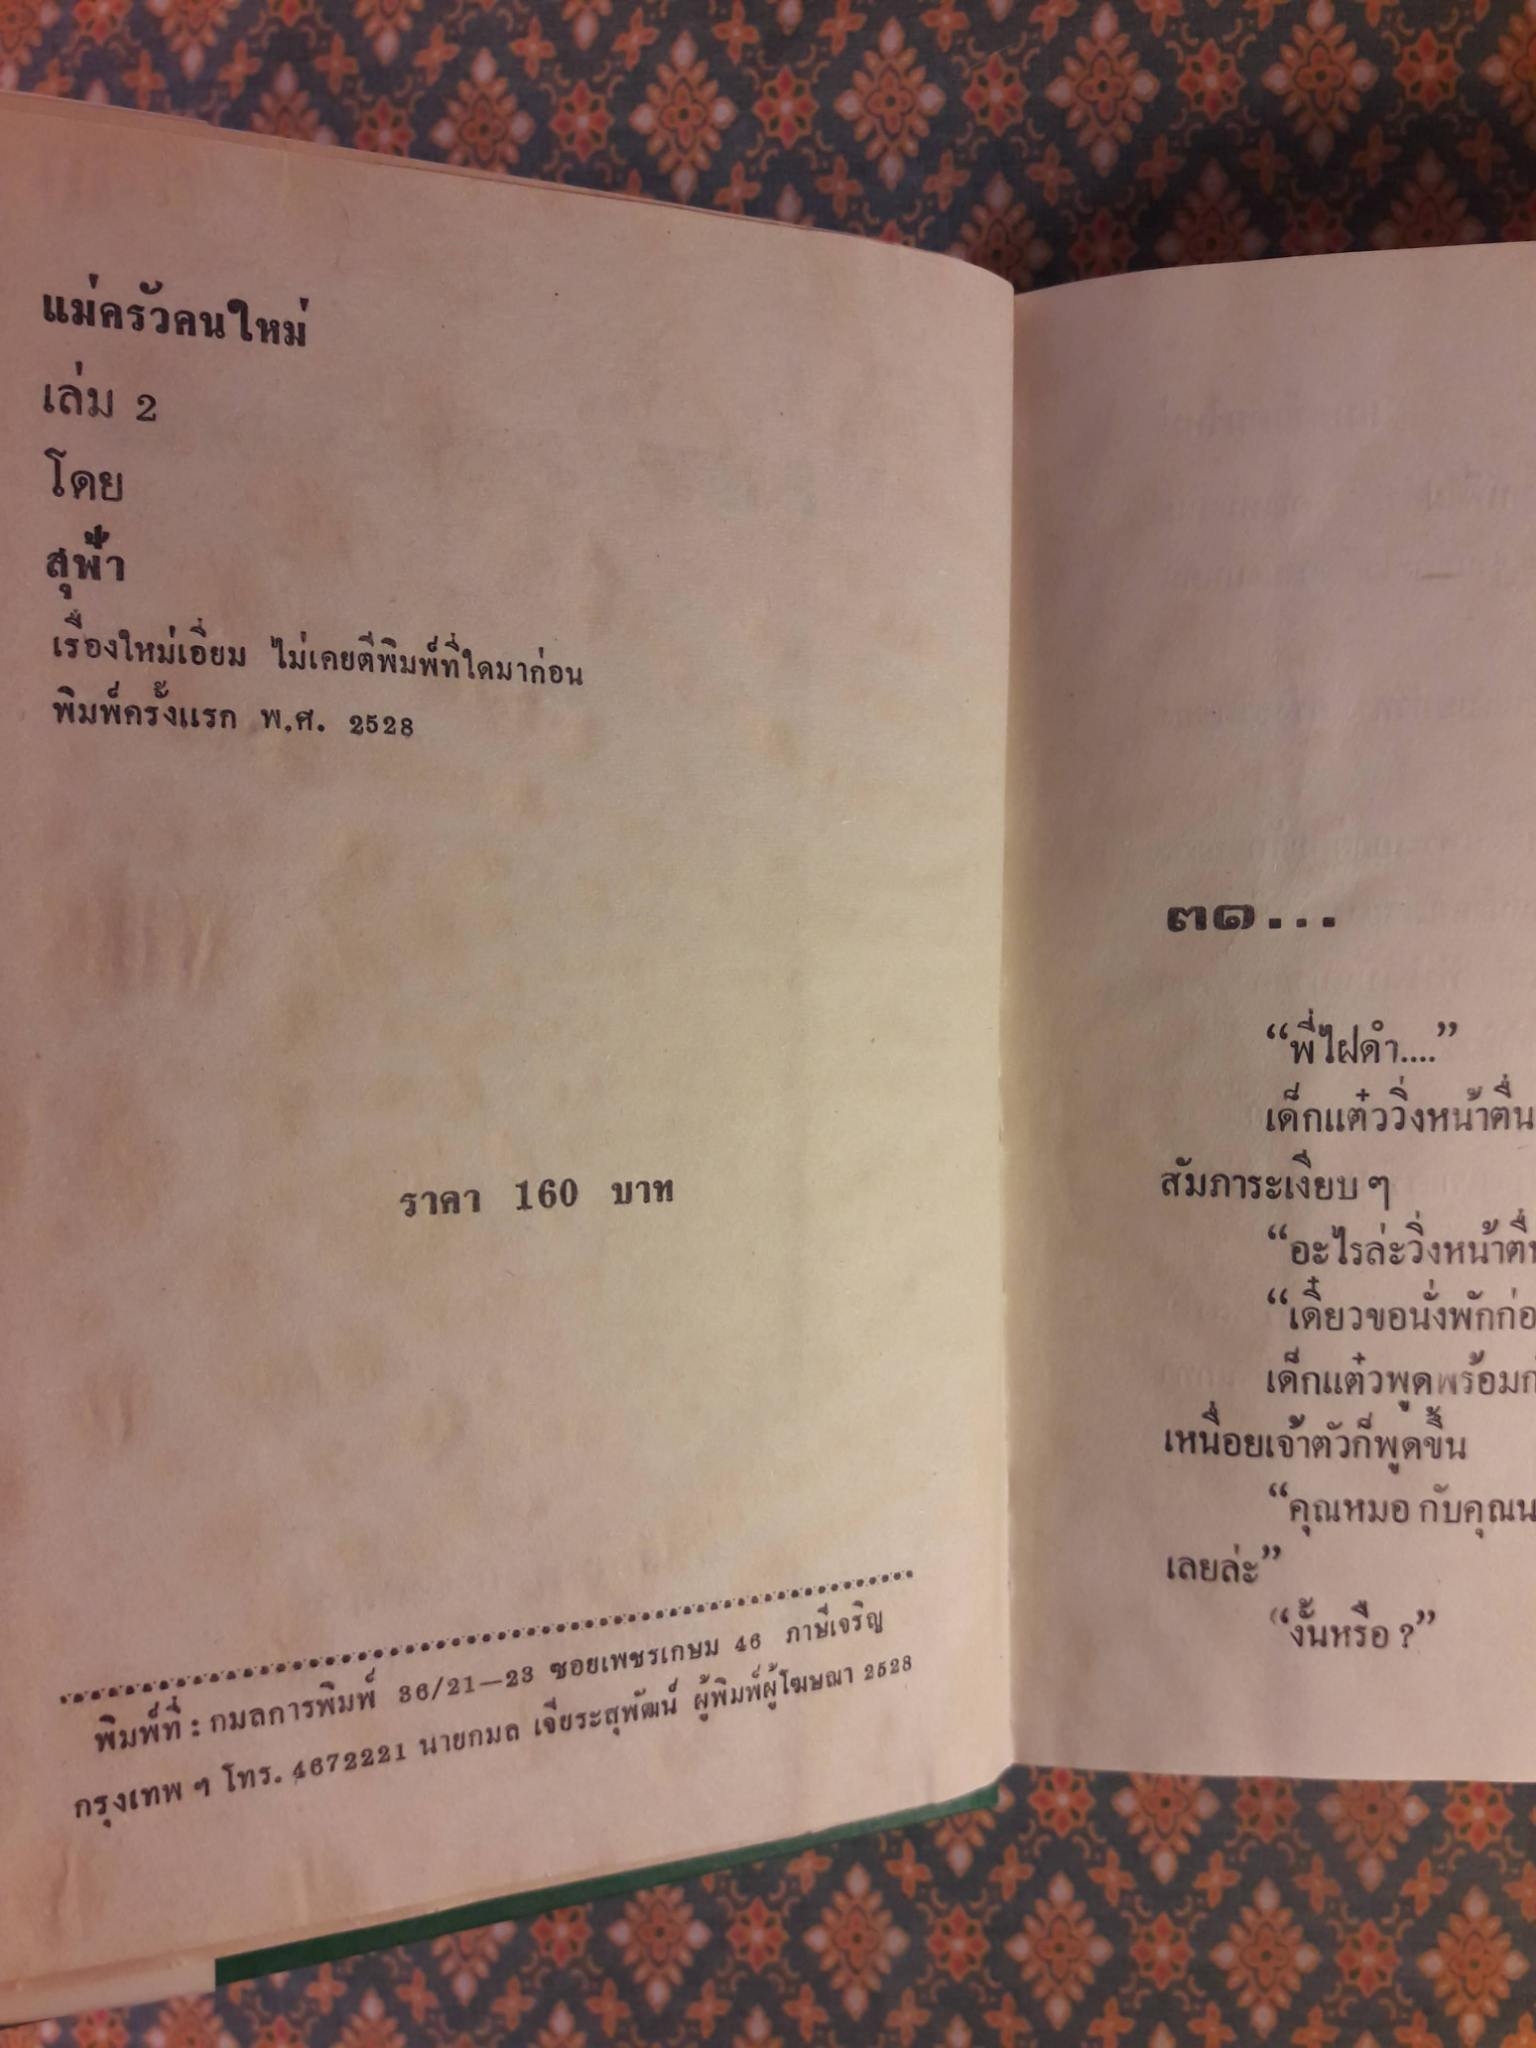 แม่ครัวคนใหม่
เล่ม 2
โดย
สุฟ้า
เรื่องใหม่เอี่ยม ไม่เคยตีพิมพ์ที่ใดมาก่อน
พิมพ์ครั้งแรก พ.ศ. 2528
ราคา 160 บาท
พิมพ์ที่ : กมลการพิมพ์ 36/21—23 ซอยเพชรเกษม 46 ภาษีเจริญ
กรุงเทพ ๆ โทร. 4672221 นายกมล เจียระสุพัฒน์ ผู้พิมพ์ผู้โฆษณา 2528
๓๑...
“พี่ไฝดำ....”
เด็กแต๋ววิ่งหน้าตื่น
สัมภาระเงียบ ๆ
“อะไรล่ะวิ่งหน้าตื่น
“เดี๋ยวขอนั่งพักก่อ
เด็กแต๋วพูดพร้อมก
เหนื่อยเจ้าตัวก็พูดขึ้น
“คุณหมอ กับคุณน
เลยล่ะ”
“งั้นหรือ ?”